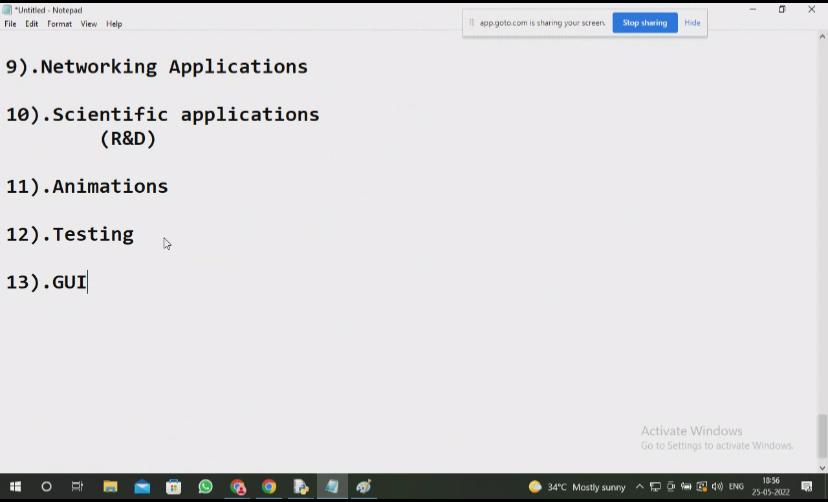 *Untitled - Notepad
File Edit Format View Help
app.goto.com is sharing your screen. Stop sharing Hide
9).Networking Applications
10).Scientific applications
(R&D)
11).Animations
12).Testing
13).GUI
Activate Windows
Go to Settings to activate Windows.
34°C Mostly sunny ENG 18:56
25-05-2022